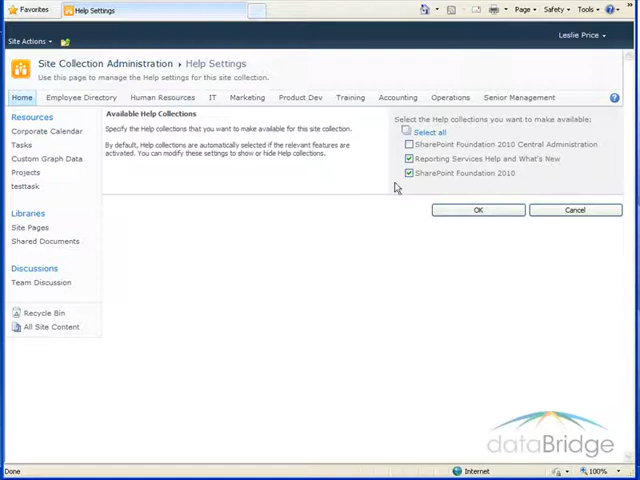 Favorites
Help Settings
Page
Safety
Tools
Site Actions
Leslie Price
Site Collection Administration
Help Settings
Use this page to manage the Help settings for this site collection.
Home
Employee Directory
Human Resources
IT
Marketing
Product Dev
Training
Accounting
Operations
Senior Management
Resources
Corporate Calendar
Tasks
Custom Graph Data
Projects
testtask
Libraries
Site Pages
Shared Documents
Discussions
Team Discussion
Recycle Bin
All Site Content
Available Help Collections
Specify the Help collections that you want to make available for this site collection.
By default, Help collections are automatically selected if the relevant features are
activated. You can modify these settings to show or hide Help collections.
Select the Help collections you want to make available:
Select all
SharePoint Foundation 2010 Central Administration
Reporting Services Help and What's New
SharePoint Foundation 2010
OK
Cancel
dataBridge
Done
Internet
100%